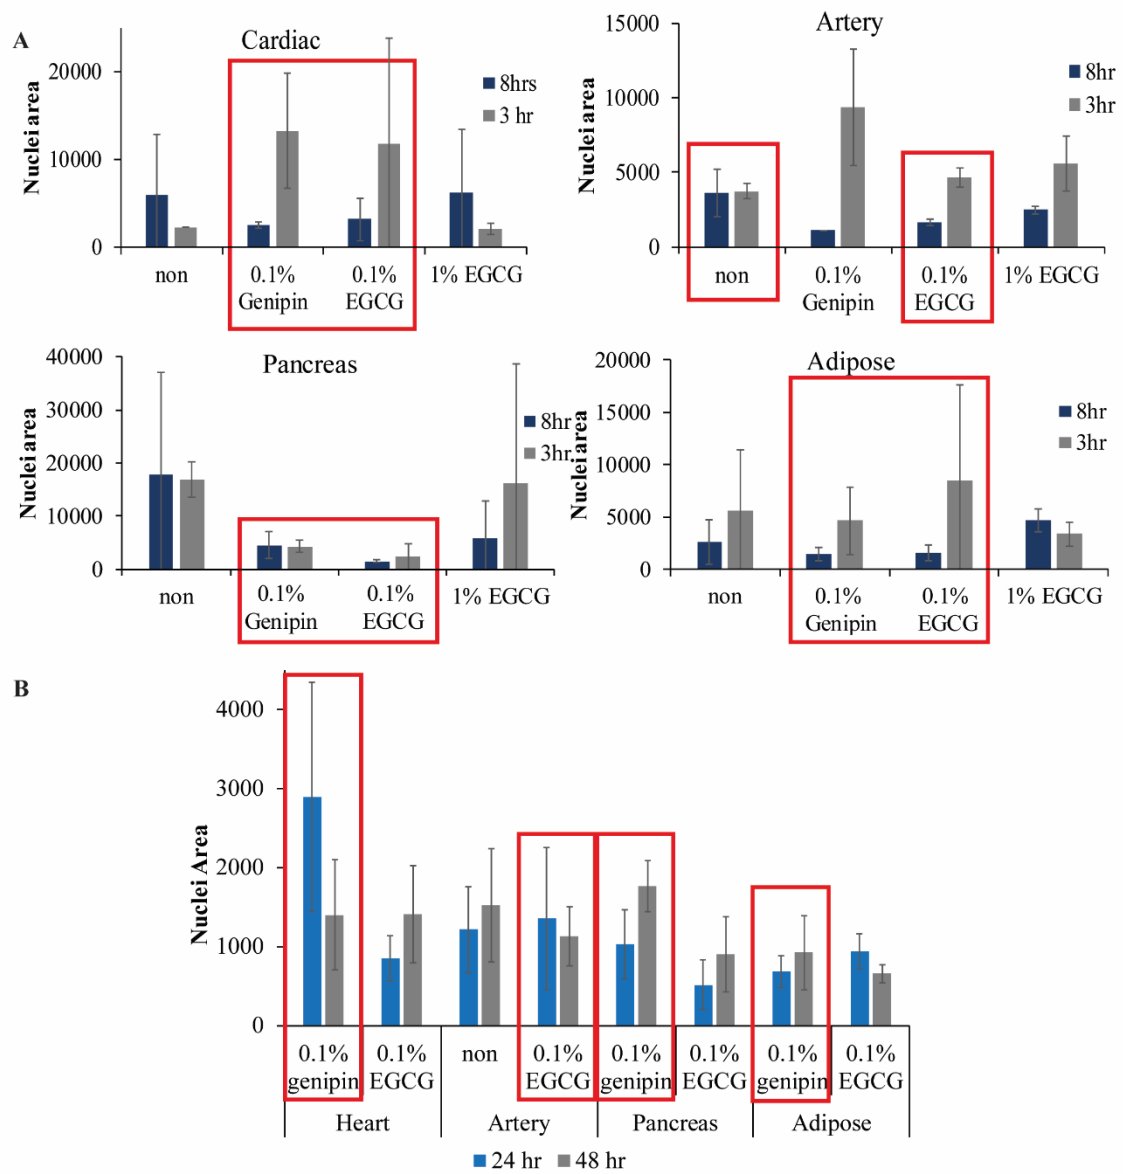 A
Cardiac
Nuclei area
20000
10000
0
8hrs
3 hr
non
0.1%
Genipin
0.1%
EGCG
1% EGCG
Artery
Nuclei area
15000
10000
5000
0
8hr
3hr
non
0.1%
Genipin
0.1%
EGCG
1% EGCG
Pancreas
Nuclei area
40000
30000
20000
10000
0
8hr
3hr
non
0.1%
Genipin
0.1%
EGCG
1% EGCG
Adipose
Nuclei area
20000
15000
10000
5000
0
8hr
3hr
non
0.1%
Genipin
0.1%
EGCG
1% EGCG
B
Nuclei Area
4000
3000
2000
1000
0
0.1%
genipin
0.1%
EGCG
non
0.1%
EGCG
0.1%
genipin
0.1%
EGCG
0.1%
genipin
0.1%
EGCG
Heart
Artery
Pancreas
Adipose
24 hr
48 hr